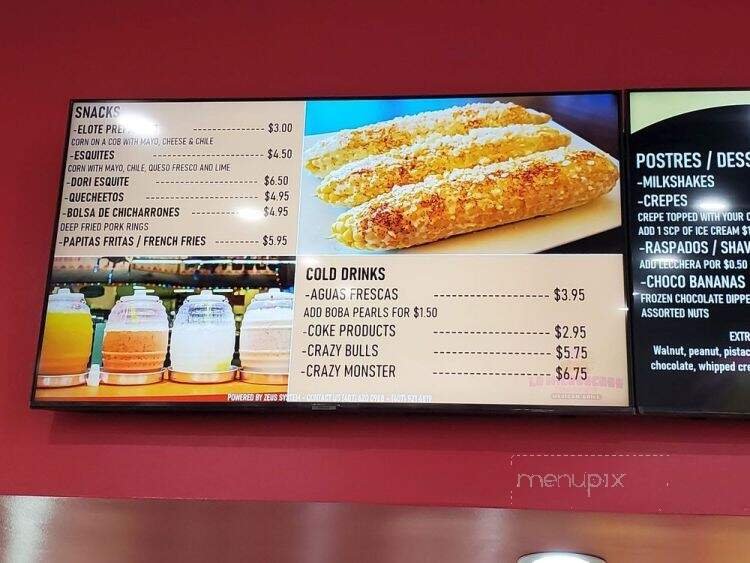 SNACKS
-ELOTE ---------------- $3.00
CORN ON A COB WITH MAYO, CHEESE & CHILE
-ESQUITES ---------------- $4.50
CORN WITH MAYO, CHILE, QUESO FRESCO AND LIME
-DORI ESQUITE ---------------- $6.50
-QUECHEETOS ---------------- $4.95
-BOLSA DE CHICHARRONES ------------ $4.95
DEEP FRIED PORK RINGS
-PAPITAS FRITAS / FRENCH FRIES -------- $5.95
COLD DRINKS
-AGUAS FRESCAS ---------------- $3.95
ADD BOBA PEARLS FOR $1.50
-COKE PRODUCTS ---------------- $2.95
-CRAZY BULLS ---------------- $5.75
-CRAZY MONSTER ---------------- $6.75
MEXICAN GRILL
POWERED BY ZEUS SYSTEM - CONTACT US
POSTRES / DESS
-MILKSHAKES
-CREPES
CREPE TOPPED WITH YOUR
ADD 1 SCP OF ICE CREAM $1
-RASPADOS / SHAV
ADD LECCHERA POR $0.50
-CHOCO BANANAS
FROZEN CHOCOLATE DIPPE
ASSORTED NUTS
EXTR
Walnut, peanut, pistac
chocolate, whipped cre
menupix